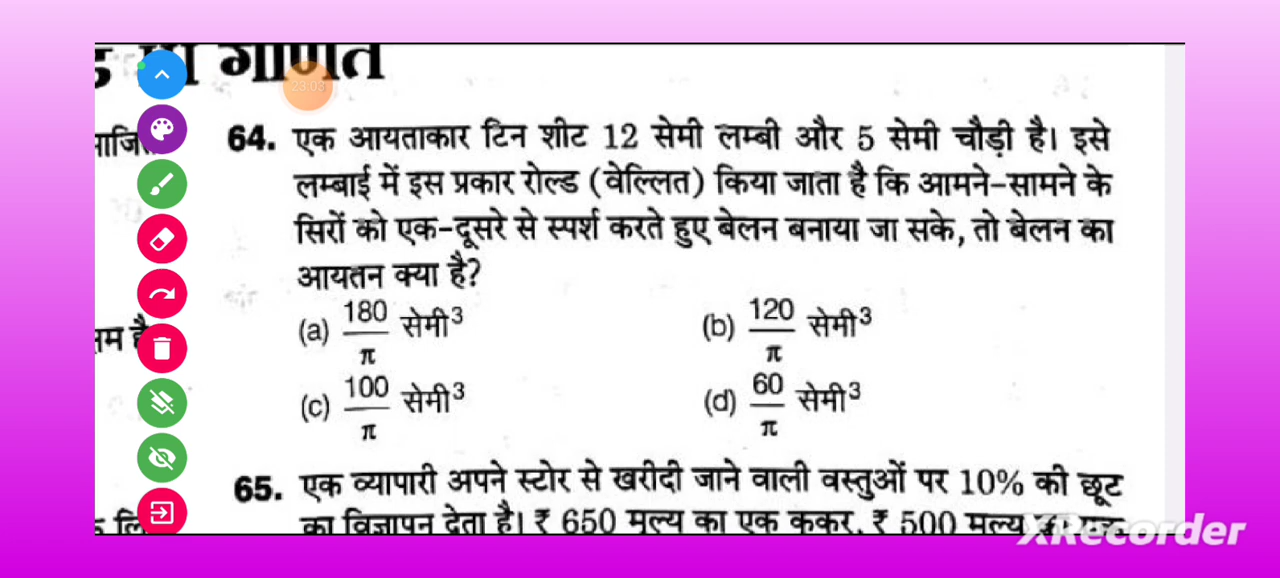 गणित
23:03
64. एक आयताकार टिन शीट 12 सेमी लम्बी और 5 सेमी चौड़ी है। इसे
लम्बाई में इस प्रकार रोल्ड (वेल्लित) किया जाता है कि आमने-सामने के
सिरों को एक-दूसरे से स्पर्श करते हुए बेलन बनाया जा सके, तो बेलन का
आयतन क्या है?
(a) 180/π सेमी³ (b) 120/π सेमी³
(c) 100/π सेमी³ (d) 60/π सेमी³
65. एक व्यापारी अपने स्टोर से खरीदी जाने वाली वस्तुओं पर 10% की छूट
का विज्ञापन देता है। ₹ 650 मूल्य का एक कुकर, ₹ 500 मूल्य
XRecorder